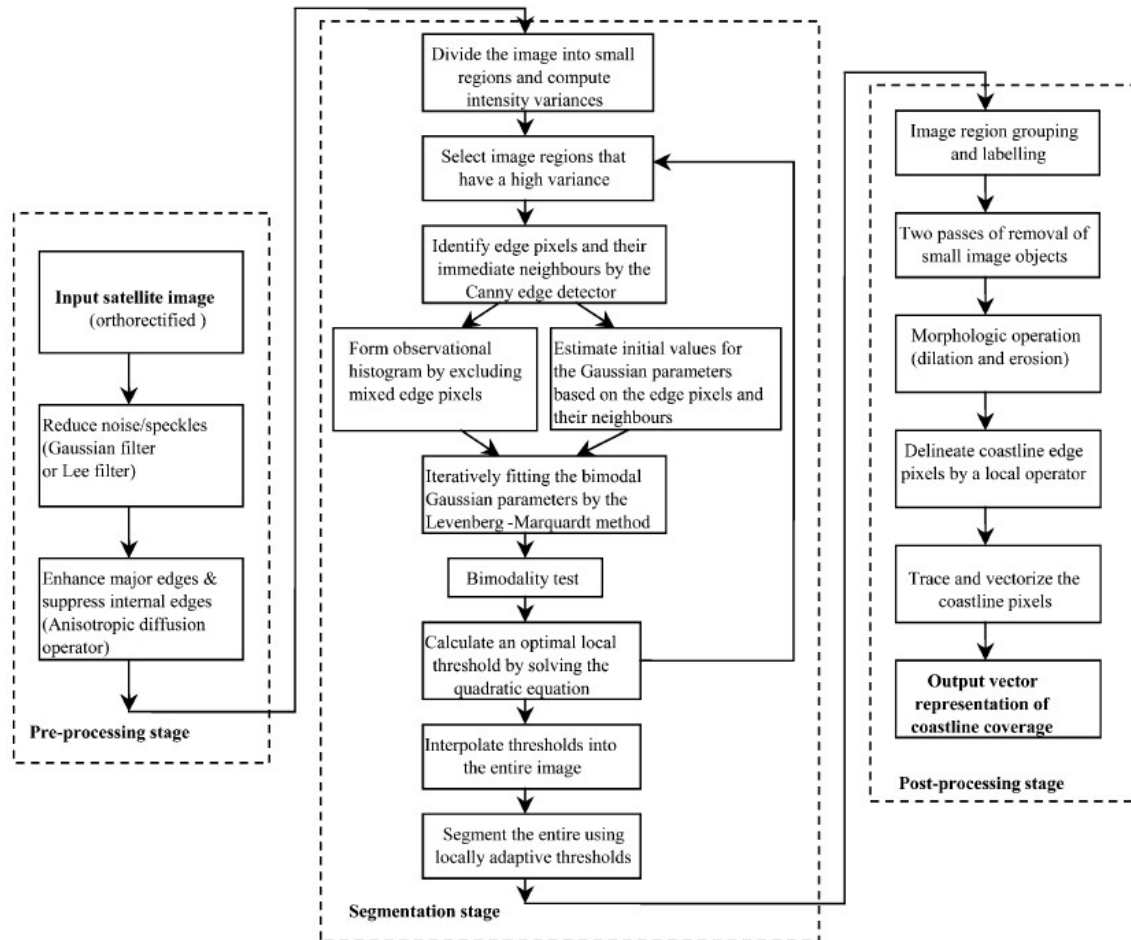 Input satellite image
(orthorectified )
Reduce noise/speckles
(Gaussian filter
or Lee filter)
Enhance major edges &
suppress internal edges
(Anisotropic diffusion
operator)
Pre-processing stage
Divide the image into small
regions and compute
intensity variances
Select image regions that
have a high variance
Identify edge pixels and their
immediate neighbours by the
Canny edge detector
Form observational
histogram by excluding
mixed edge pixels
Estimate initial values for
the Gaussian parameters
based on the edge pixels and
their neighbours
Iteratively fitting the bimodal
Gaussian parameters by the
Levenberg -Marquardt method
Bimodality test
Calculate an optimal local
threshold by solving the
quadratic equation
Interpolate thresholds into
the entire image
Segment the entire using
locally adaptive thresholds
Segmentation stage
Image region grouping
and labelling
Two passes of removal of
small image objects
Morphologic operation
(dilation and erosion)
Delineate coastline edge
pixels by a local operator
Trace and vectorize the
coastline pixels
Output vector
representation of
coastline coverage
Post-processing stage